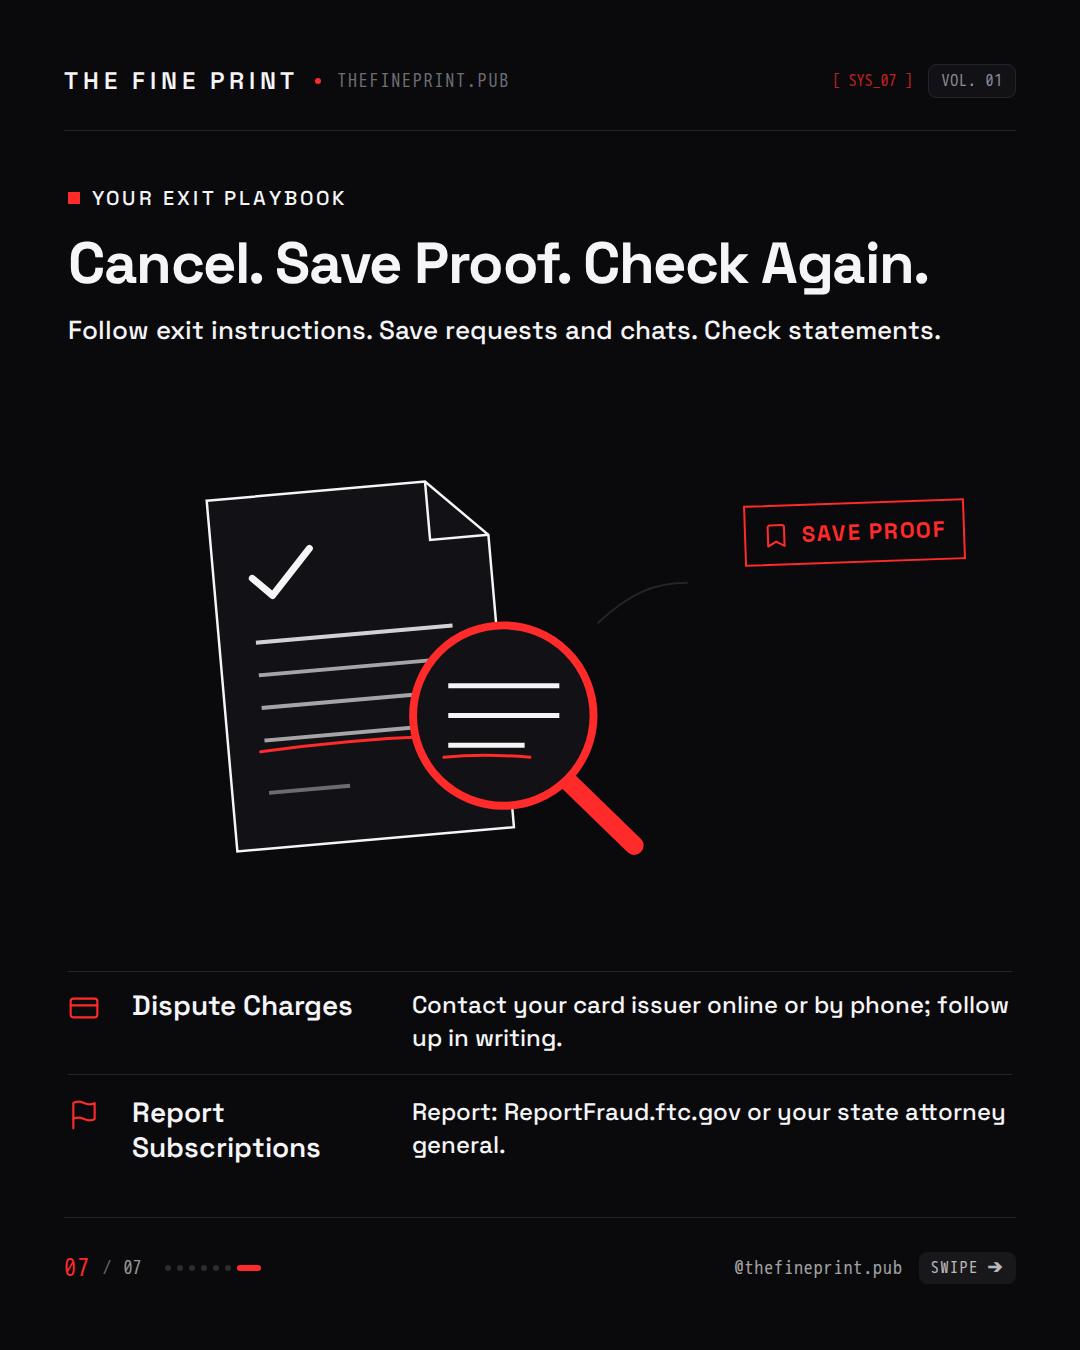 THE FINE PRINT • THEFINEPRINT.PUB [ SYS_07 ] VOL. 01
YOUR EXIT PLAYBOOK
Cancel. Save Proof. Check Again.
Follow exit instructions. Save requests and chats. Check statements.
SAVE PROOF
Dispute Charges
Contact your card issuer online or by phone; follow
up in writing.
Report
Subscriptions
Report: ReportFraud.ftc.gov or your state attorney
general.
07 / 07 @thefineprint.pub SWIPE ➔